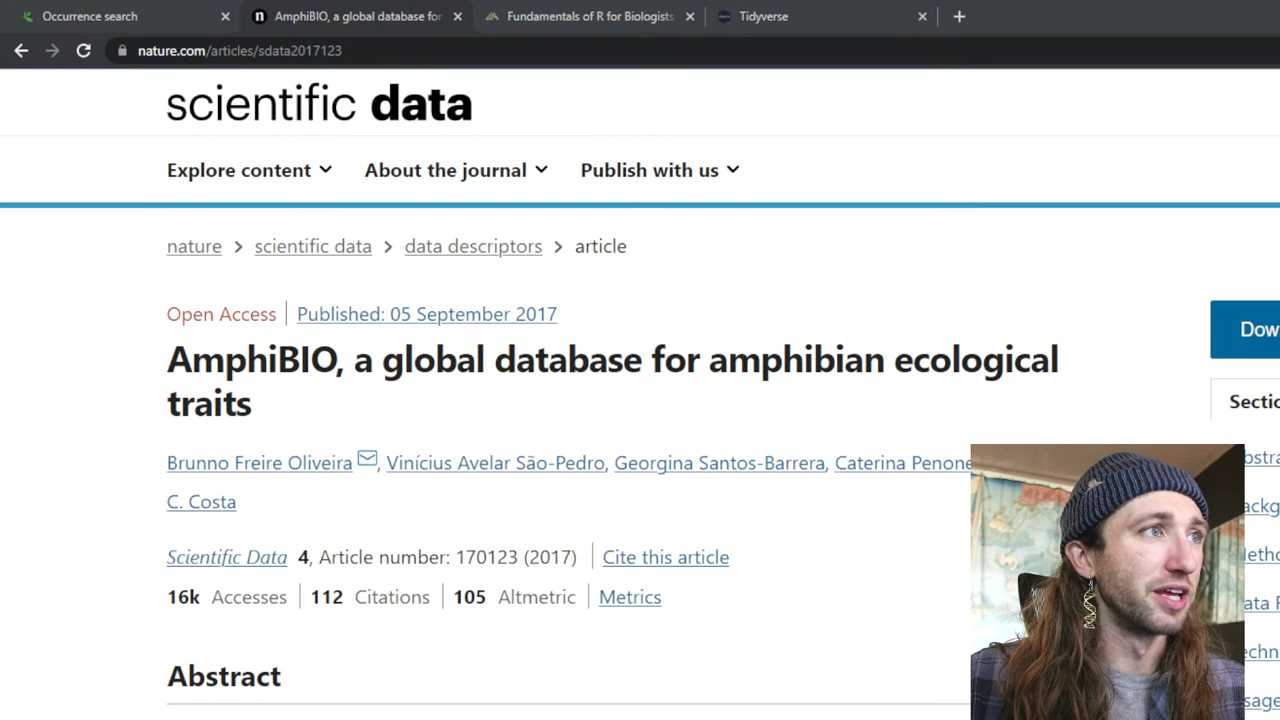 Occurrence search
AmphiBIO, a global database for
Fundamentals of R for Biologists
Tidyverse
nature.com/articles/sdata2017123
scientific data
Explore content
About the journal
Publish with us
nature > scientific data > data descriptors > article
Open Access | Published: 05 September 2017
AmphiBIO, a global database for amphibian ecological
traits
Brunno Freire Oliveira, Vinícius Avelar São-Pedro, Georgina Santos-Barrera, Caterina Penone
C. Costa
Scientific Data 4, Article number: 170123 (2017) | Cite this article
16k Accesses | 112 Citations | 105 Altmetric | Metrics
Abstract